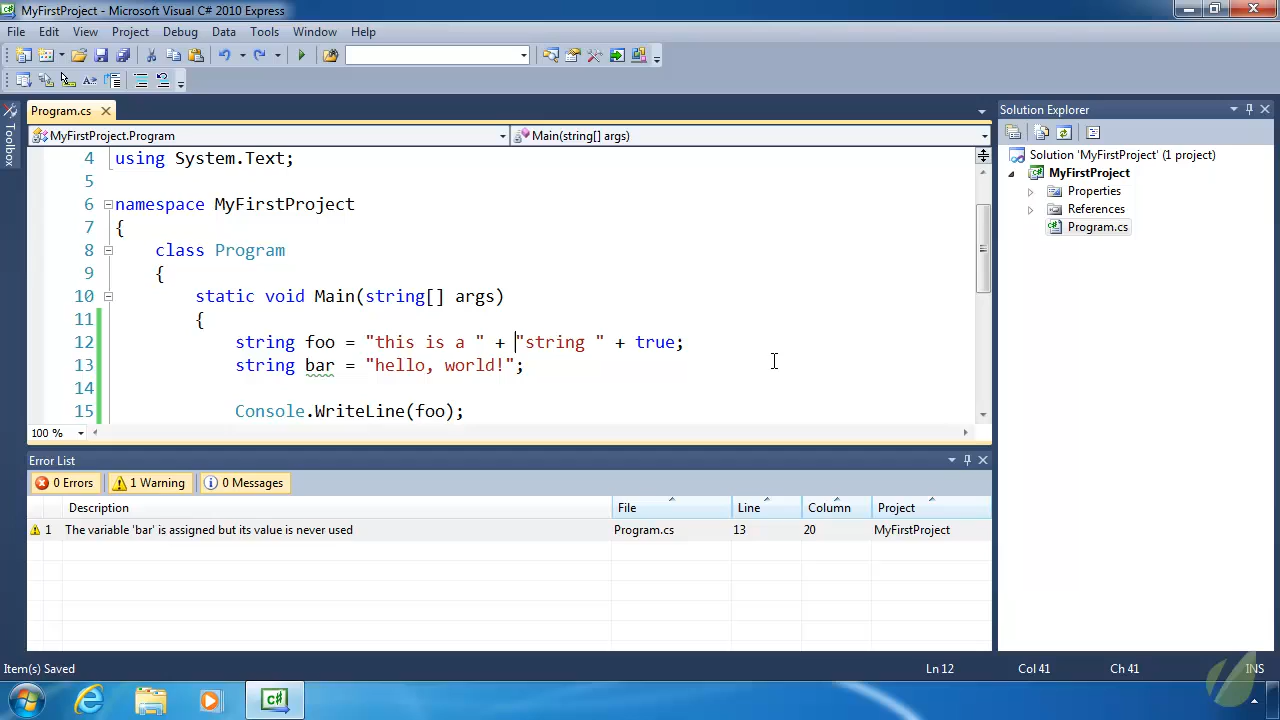 MyFirstProject - Microsoft Visual C# 2010 Express
File Edit View Project Debug Data Tools Window Help
Program.cs
Solution Explorer
Toolbox
MyFirstProject.Program
Main(string[] args)
4 using System.Text;
5
6 namespace MyFirstProject
7 {
8 class Program
9 {
10 static void Main(string[] args)
11 {
12 string foo = "this is a " + "string " + true;
13 string bar = "hello, world!";
14
15 Console.WriteLine(foo);
100 %
Solution 'MyFirstProject' (1 project)
MyFirstProject
Properties
References
Program.cs
Error List
0 Errors 1 Warning 0 Messages
Description File Line Column Project
1 The variable 'bar' is assigned but its value is never used Program.cs 13 20 MyFirstProject
Item(s) Saved Ln 12 Col 41 Ch 41 INS